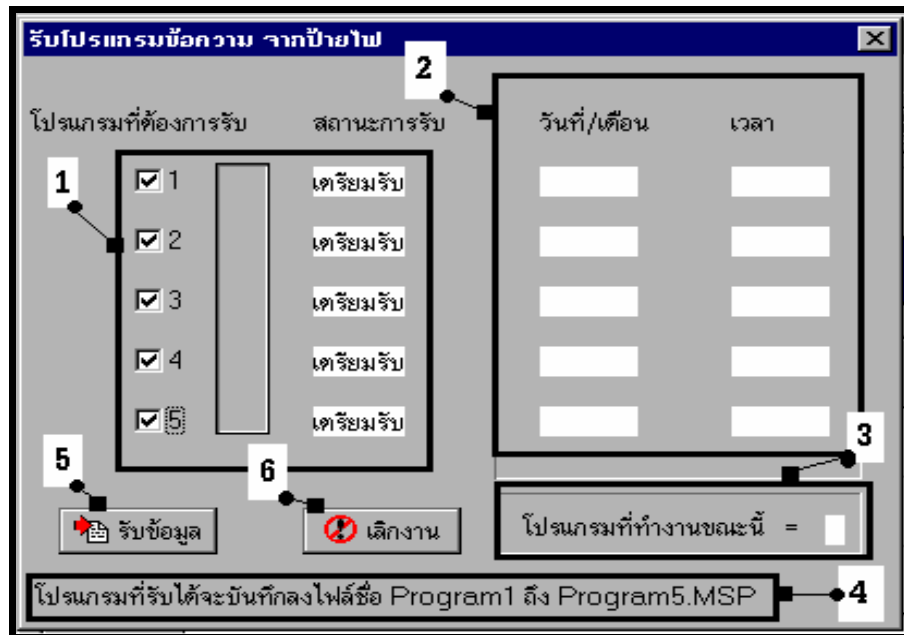 รับโปรแกรมข้อความ จากป้ายไฟ
2
โปรแกรมที่ต้องการรับ สถานะการรับ วันที่/เดือน เวลา
1
1 เตรียมรับ
2 เตรียมรับ
3 เตรียมรับ
4 เตรียมรับ
5 เตรียมรับ
3
5 6
รับข้อมูล เลิกงาน โปรแกรมที่ทำงานขณะนี้ =
โปรแกรมที่รับได้จะบันทึกลงไฟล์ชื่อ Program1 ถึง Program5.MSP 4